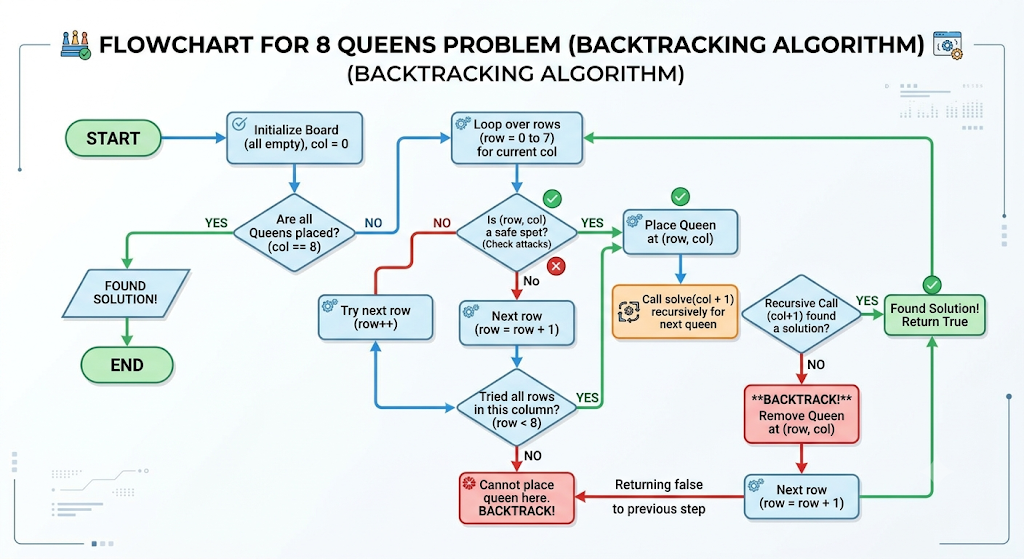 FLOWCHART FOR 8 QUEENS PROBLEM (BACKTRACKING ALGORITHM)
(BACKTRACKING ALGORITHM)
START
Initialize Board
(all empty), col = 0
Loop over rows
(row = 0 to 7)
for current col
YES
Are all
Queens placed?
(col == 8)
NO
NO
Is (row, col)
a safe spot?
(Check attacks)
YES
Place Queen
at (row, col)
No
FOUND
SOLUTION!
Try next row
(row++)
Next row
(row = row + 1)
Call solve(col + 1)
recursively for
next queen
Recursive Call
(col+1) found
a solution?
YES
Found Solution!
Return True
END
NO
Tried all rows
in this column?
(row < 8)
YES
**BACKTRACK!**
Remove Queen
at (row, col)
NO
Cannot place
queen here.
BACKTRACK!
Returning false
to previous step
Next row
(row = row + 1)